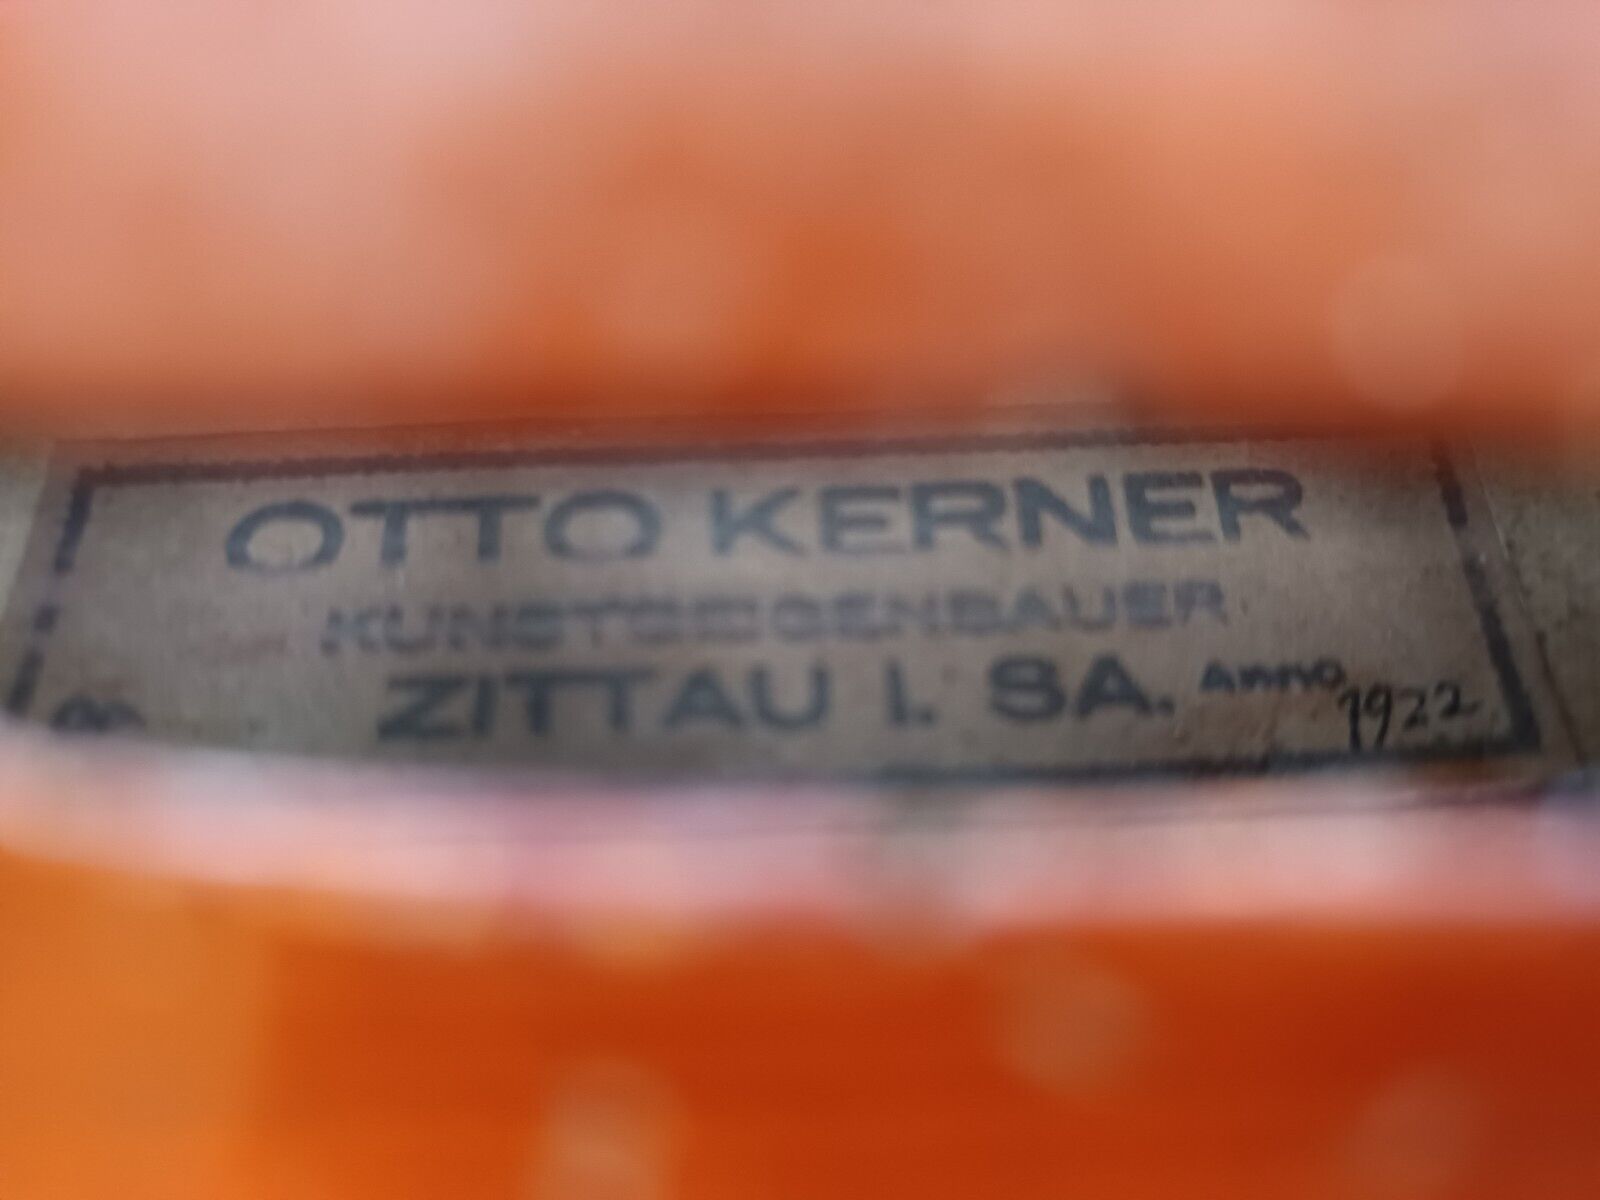 OTTO KERNER
KUNSTGEIGENBAUER
ZITTAU I. SA. Anno 1922